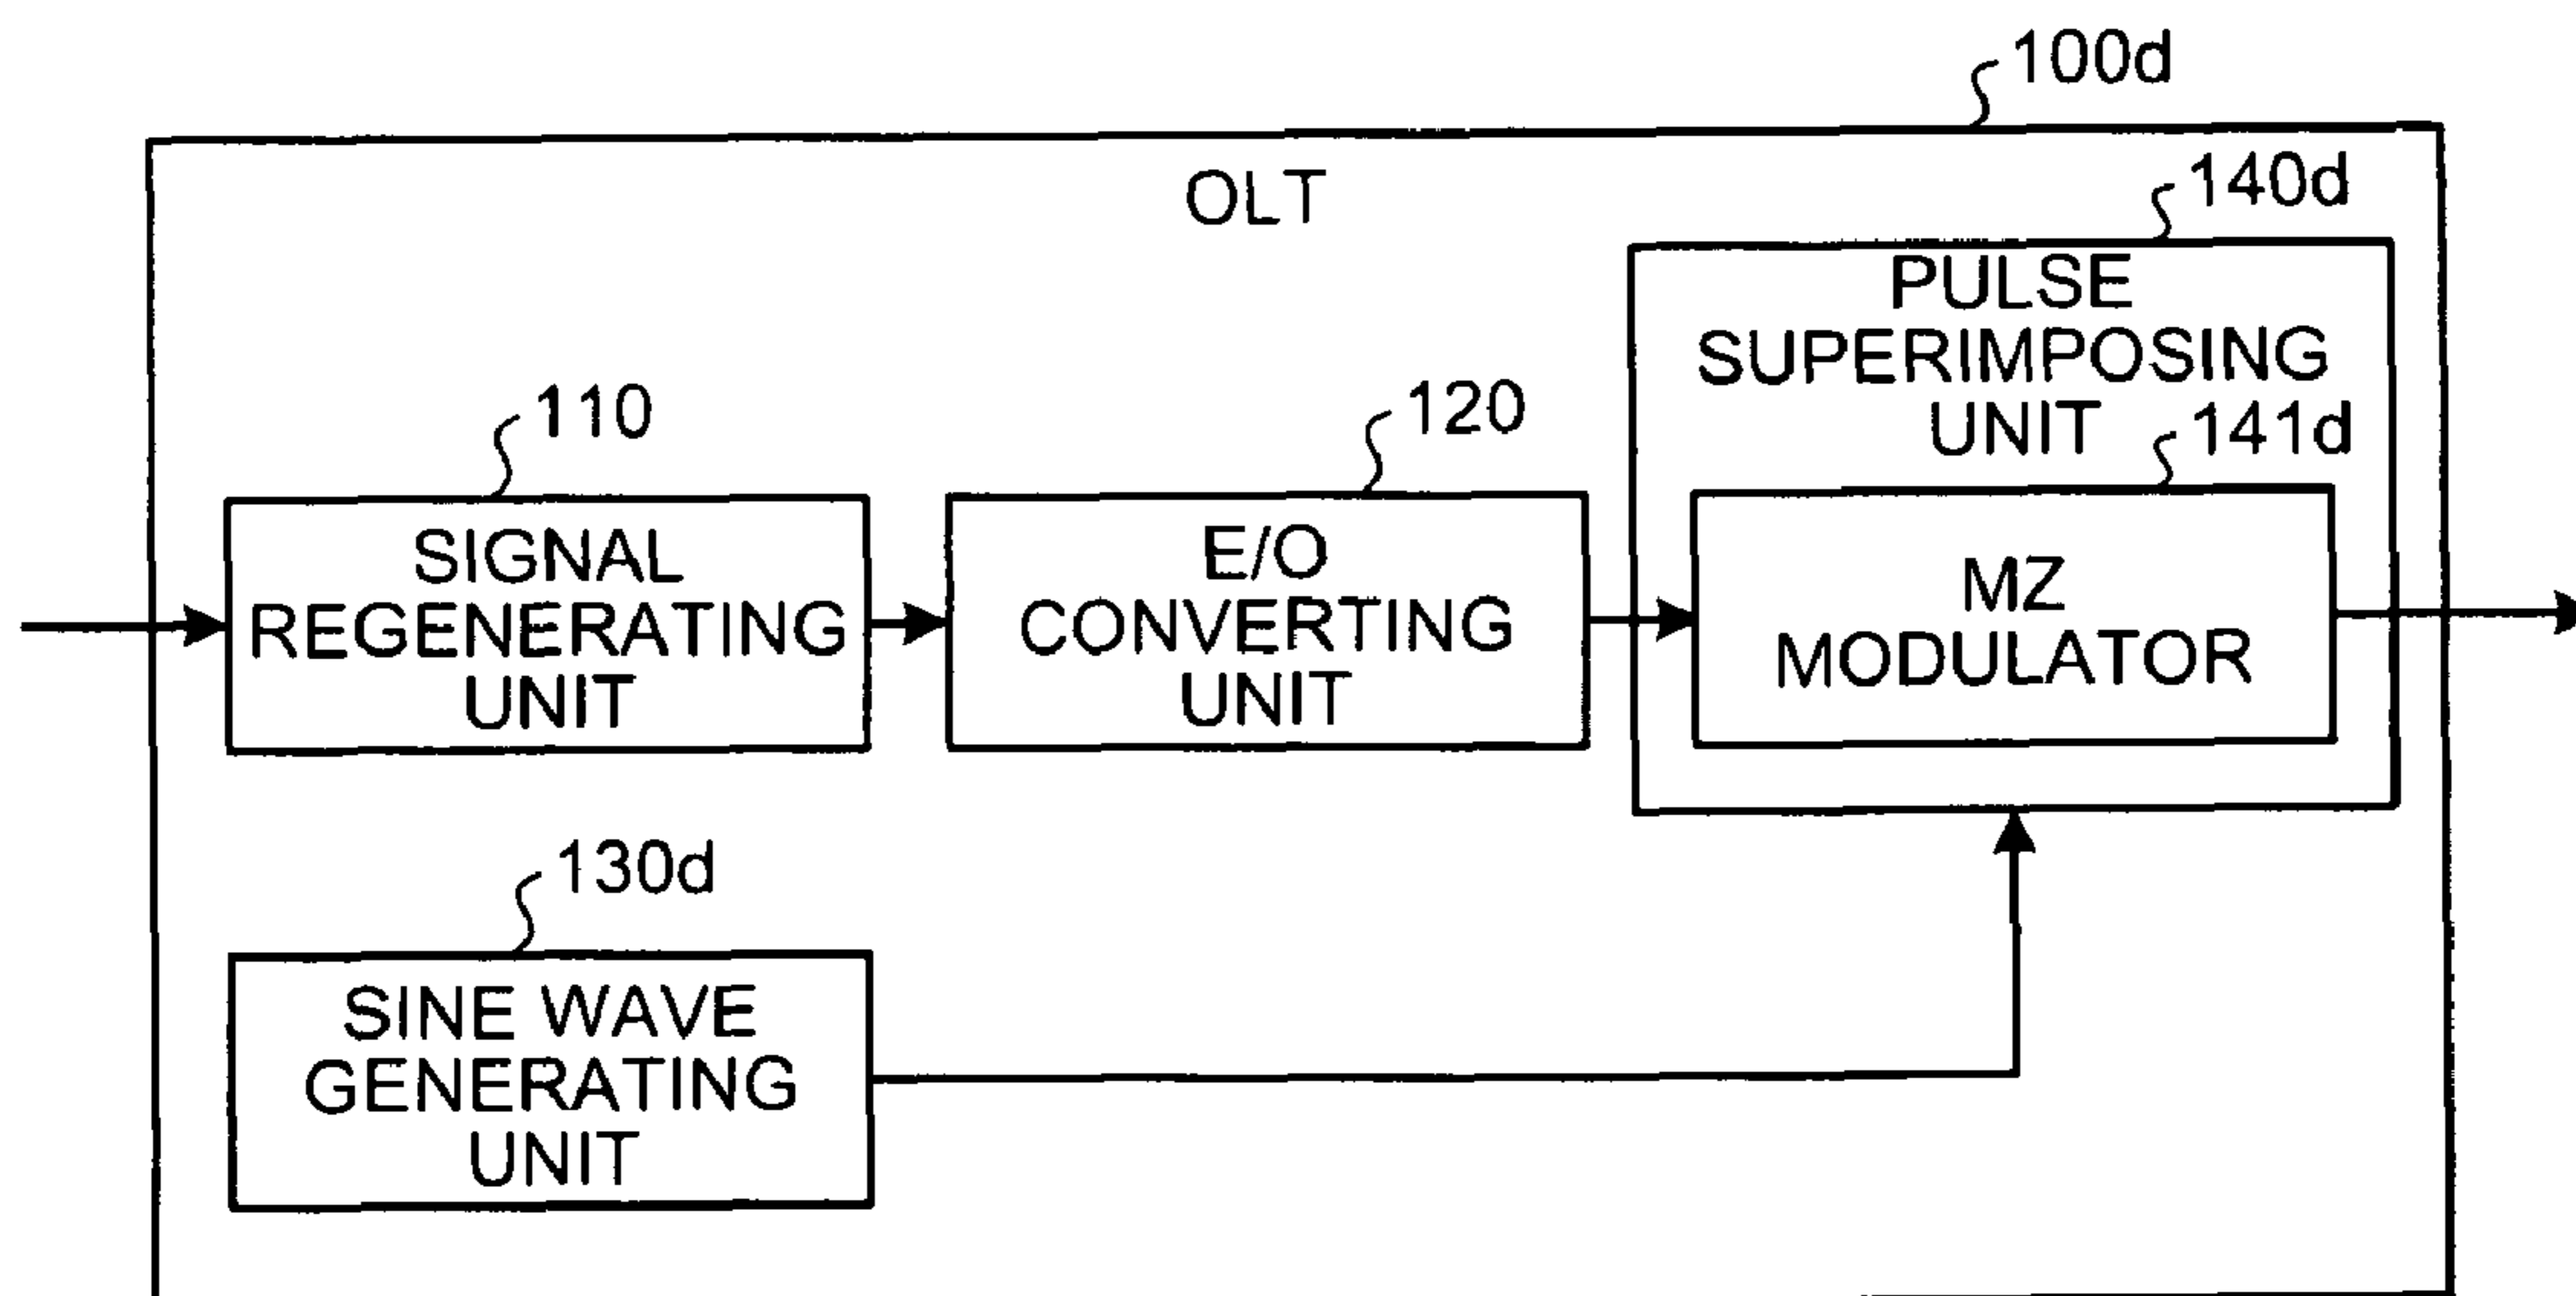 100d
OLT
140d
PULSE
SUPERIMPOSING
UNIT
110
120
141d
SIGNAL
REGENERATING
UNIT
E/O
CONVERTING
UNIT
MZ
MODULATOR
130d
SINE WAVE
GENERATING
UNIT